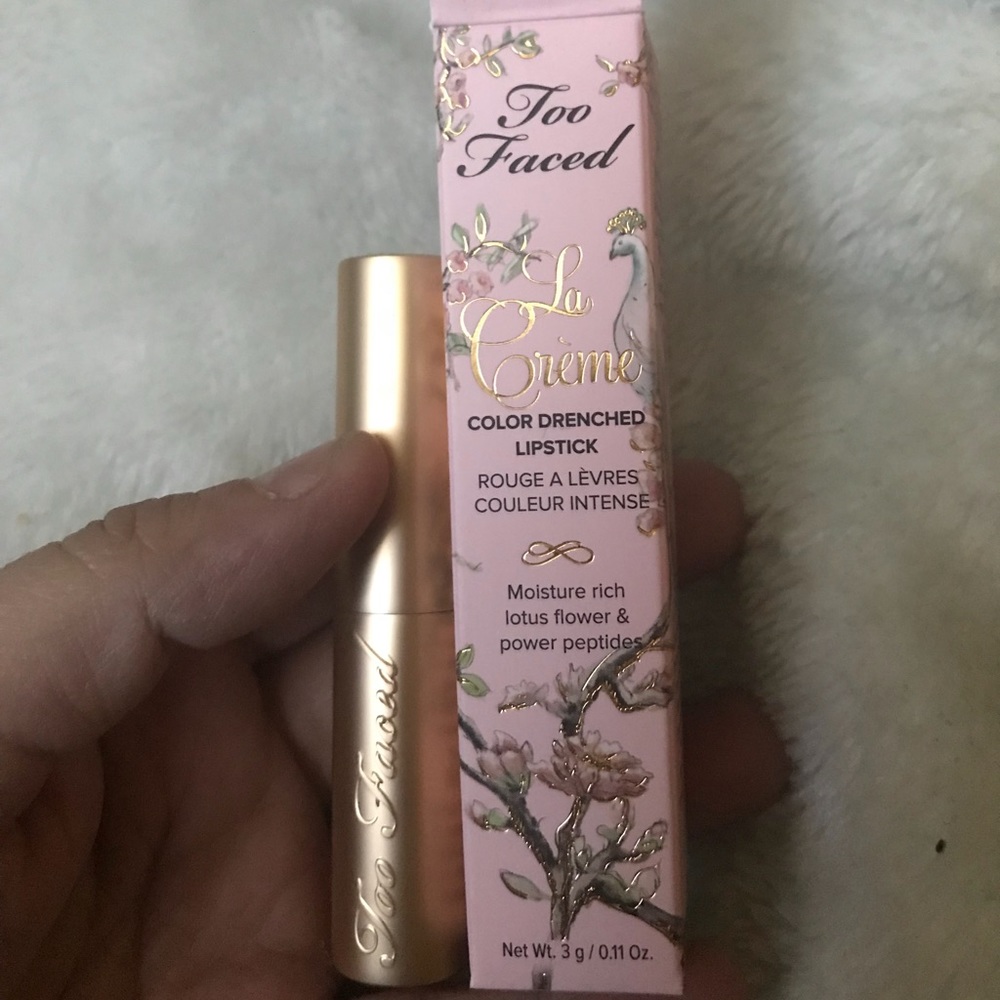 Too
Faced
La
Crème
COLOR DRENCHED
LIPSTICK
ROUGE A LÈVRES
COULEUR INTENSE
Moisture rich
lotus flower &
power peptides
Net Wt. 3 g / 0.11 Oz.
Too Faced